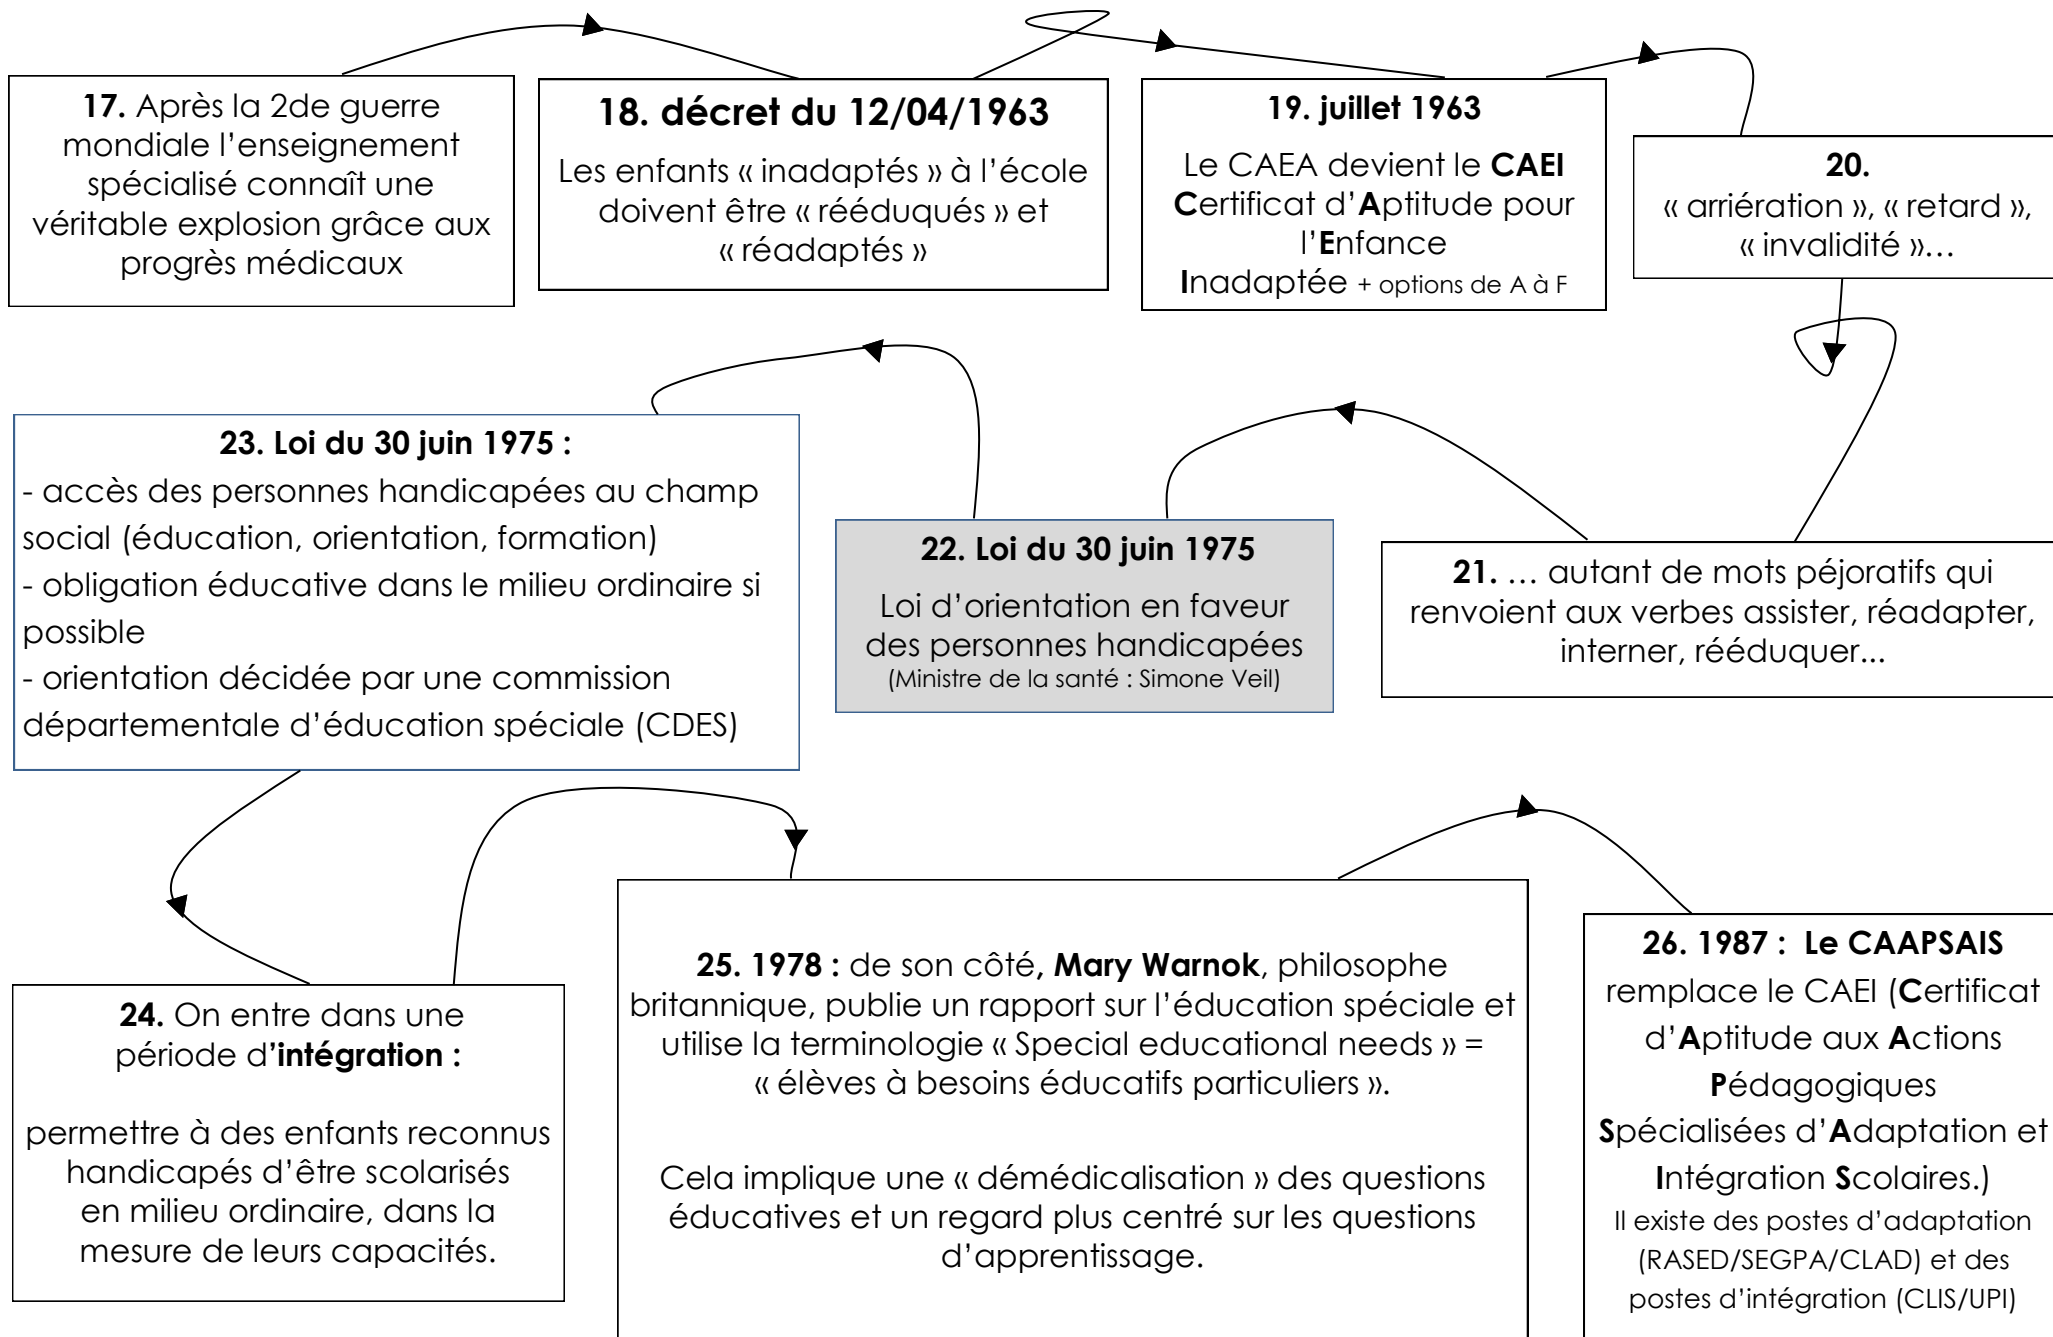 17. Après la 2de guerre
mondiale l’enseignement
spécialisé connaît une
véritable explosion grâce aux
progrès médicaux
18. décret du 12/04/1963
Les enfants « inadaptés » à l’école
doivent être « rééduqués » et
« réadaptés »
19. juillet 1963
Le CAEA devient le CAEI
Certificat d’Aptitude pour
l’Enfance
Inadaptée + options de A à F
20.
« arriération », « retard »,
« invalidité »…
21. … autant de mots péjoratifs qui
renvoient aux verbes assister, réadapter,
interner, rééduquer...
22. Loi du 30 juin 1975
Loi d’orientation en faveur
des personnes handicapées
(Ministre de la santé : Simone Veil)
23. Loi du 30 juin 1975 :
- accès des personnes handicapées au champ
social (éducation, orientation, formation)
- obligation éducative dans le milieu ordinaire si
possible
- orientation décidée par une commission
départementale d’éducation spéciale (CDES)
24. On entre dans une
période d’intégration :
permettre à des enfants reconnus
handicapés d’être scolarisés
en milieu ordinaire, dans la
mesure de leurs capacités.
25. 1978 : de son côté, Mary Warnok, philosophe
britannique, publie un rapport sur l’éducation spéciale et
utilise la terminologie « Special educational needs » =
« élèves à besoins éducatifs particuliers ».
Cela implique une « démédicalisation » des questions
éducatives et un regard plus centré sur les questions
d’apprentissage.
26. 1987 : Le CAAPSAIS
remplace le CAEI (Certificat
d’Aptitude aux Actions
Pédagogiques
Spécialisées d’Adaptation et
Intégration Scolaires.)
Il existe des postes d’adaptation
(RASED/SEGPA/CLAD) et des
postes d’intégration (CLIS/UPI)